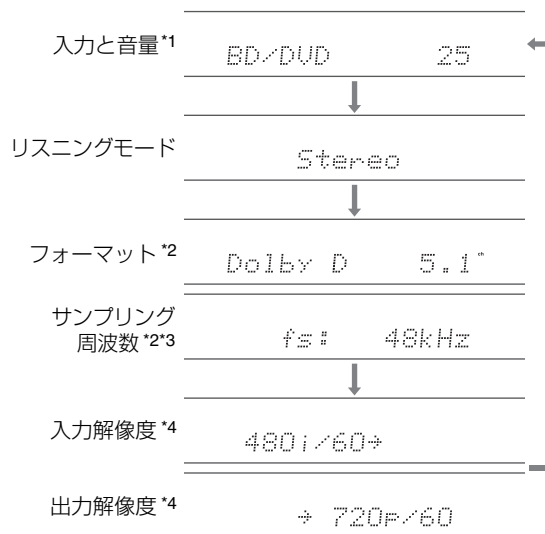 入力と音量*1
BD/DVD 25
リスニングモード
Stereo
フォーマット*2
Dolby D 5.1*
サンプリング
周波数*2*3
fs: 48kHz
入力解像度*4
480i/60→
出力解像度*4
→ 720p/60